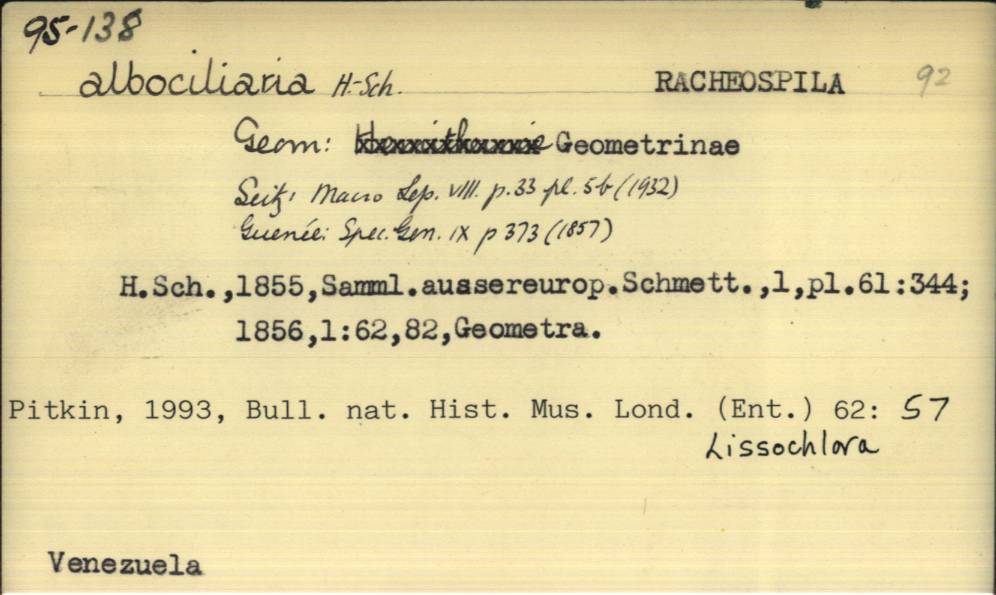 95-138
albociliaria H-Sch. RACHEOSPILA 92
Geom: Geometrinae
Seitz: Macro Lep. VIII. p.33 pl. 5b (1932)
Guenée: Spec. Gen. IX p 373 (1857)
H.Sch.,1855,Samml.aussereurop.Schmett.,1,pl.61:344;
1856,1:62,82,Geometra.
Pitkin, 1993, Bull. nat. Hist. Mus. Lond. (Ent.) 62: 57
Lissochlora
Venezuela